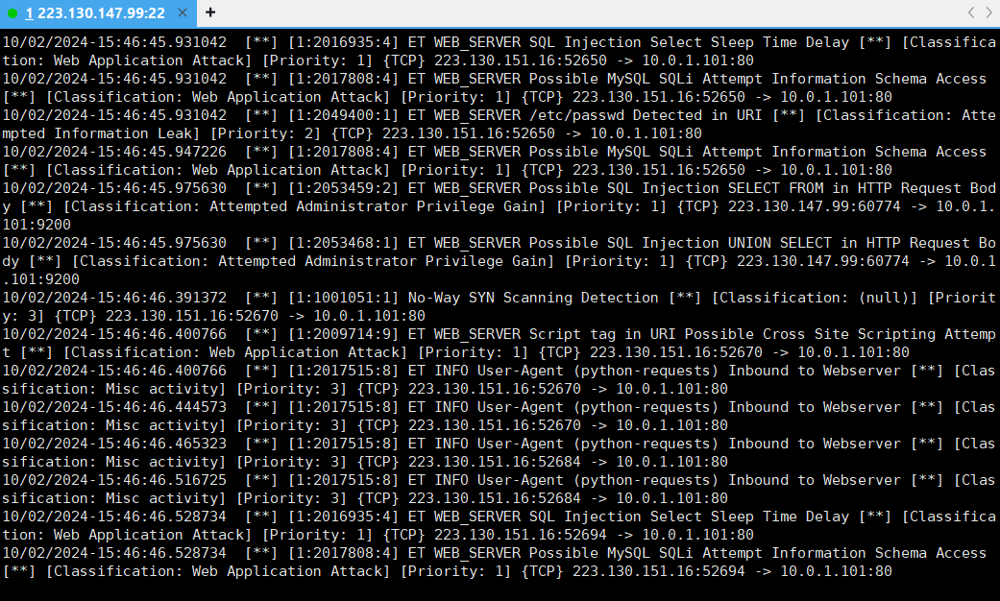 1 223.130.147.99:22 × +
10/02/2024-15:46:45.931042  [**] [1:2016935:4] ET WEB_SERVER SQL Injection Select Sleep Time Delay [**] [Classifica
tion: Web Application Attack] [Priority: 1] {TCP} 223.130.151.16:52650 -> 10.0.1.101:80
10/02/2024-15:46:45.931042  [**] [1:2017808:4] ET WEB_SERVER Possible MySQL SQLi Attempt Information Schema Access
[**] [Classification: Web Application Attack] [Priority: 1] {TCP} 223.130.151.16:52650 -> 10.0.1.101:80
10/02/2024-15:46:45.931042  [**] [1:2049400:1] ET WEB_SERVER /etc/passwd Detected in URI [**] [Classification: Atte
mpted Information Leak] [Priority: 2] {TCP} 223.130.151.16:52650 -> 10.0.1.101:80
10/02/2024-15:46:45.947226  [**] [1:2017808:4] ET WEB_SERVER Possible MySQL SQLi Attempt Information Schema Access
[**] [Classification: Web Application Attack] [Priority: 1] {TCP} 223.130.151.16:52650 -> 10.0.1.101:80
10/02/2024-15:46:45.975630  [**] [1:2053459:2] ET WEB_SERVER Possible SQL Injection SELECT FROM in HTTP Request Bod
y [**] [Classification: Attempted Administrator Privilege Gain] [Priority: 1] {TCP} 223.130.147.99:60774 -> 10.0.1.
101:9200
10/02/2024-15:46:45.975630  [**] [1:2053468:1] ET WEB_SERVER Possible SQL Injection UNION SELECT in HTTP Request Bo
dy [**] [Classification: Attempted Administrator Privilege Gain] [Priority: 1] {TCP} 223.130.147.99:60774 -> 10.0.1
.101:9200
10/02/2024-15:46:46.391372  [**] [1:1001051:1] No-Way SYN Scanning Detection [**] [Classification: (null)] [Priorit
y: 3] {TCP} 223.130.151.16:52670 -> 10.0.1.101:80
10/02/2024-15:46:46.400766  [**] [1:2009714:9] ET WEB_SERVER Script tag in URI Possible Cross Site Scripting Attemp
t [**] [Classification: Web Application Attack] [Priority: 1] {TCP} 223.130.151.16:52670 -> 10.0.1.101:80
10/02/2024-15:46:46.400766  [**] [1:2017515:8] ET INFO User-Agent (python-requests) Inbound to Webserver [**] [Clas
sification: Misc activity] [Priority: 3] {TCP} 223.130.151.16:52670 -> 10.0.1.101:80
10/02/2024-15:46:46.444573  [**] [1:2017515:8] ET INFO User-Agent (python-requests) Inbound to Webserver [**] [Clas
sification: Misc activity] [Priority: 3] {TCP} 223.130.151.16:52670 -> 10.0.1.101:80
10/02/2024-15:46:46.465323  [**] [1:2017515:8] ET INFO User-Agent (python-requests) Inbound to Webserver [**] [Clas
sification: Misc activity] [Priority: 3] {TCP} 223.130.151.16:52684 -> 10.0.1.101:80
10/02/2024-15:46:46.516725  [**] [1:2017515:8] ET INFO User-Agent (python-requests) Inbound to Webserver [**] [Clas
sification: Misc activity] [Priority: 3] {TCP} 223.130.151.16:52684 -> 10.0.1.101:80
10/02/2024-15:46:46.528734  [**] [1:2016935:4] ET WEB_SERVER SQL Injection Select Sleep Time Delay [**] [Classifica
tion: Web Application Attack] [Priority: 1] {TCP} 223.130.151.16:52694 -> 10.0.1.101:80
10/02/2024-15:46:46.528734  [**] [1:2017808:4] ET WEB_SERVER Possible MySQL SQLi Attempt Information Schema Access
[**] [Classification: Web Application Attack] [Priority: 1] {TCP} 223.130.151.16:52694 -> 10.0.1.101:80